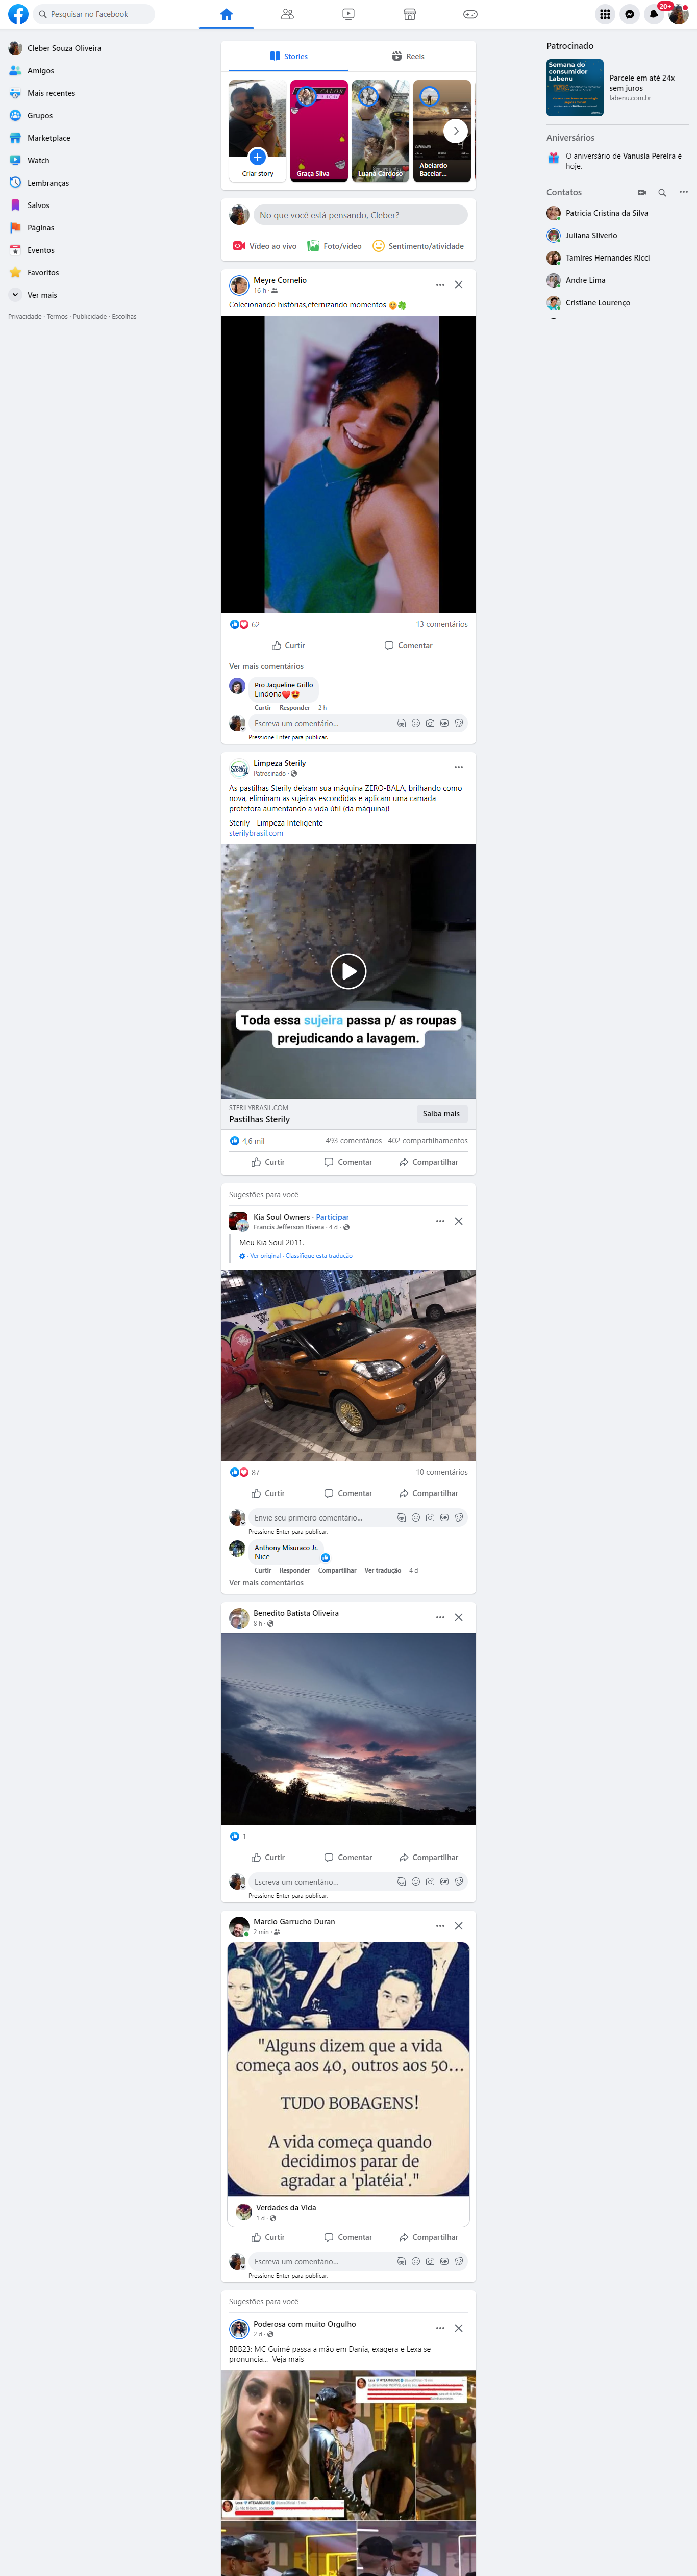 Pesquisar no Facebook
20+
Cleber Souza Oliveira
Amigos
Mais recentes
Grupos
Marketplace
Watch
Lembranças
Salvos
Páginas
Eventos
Favoritos
Ver mais
Privacidade · Termos · Publicidade · Escolhas
Stories
Reels
Criar story
Graça Silva
Luana Cardoso
Abelardo
Bacelar...
No que você está pensando, Cleber?
Vídeo ao vivo
Foto/vídeo
Sentimento/atividade
Meyre Cornelio
16 h ·
Colecionando histórias,eternizando momentos 🥰🍀
62
13 comentários
Curtir
Comentar
Ver mais comentários
Pro Jaqueline Grillo
Lindona❤️😍
Curtir Responder 2 h
Escreva um comentário...
Pressione Enter para publicar.
Limpeza Sterily
Patrocinado ·
As pastilhas Sterily deixam sua máquina ZERO-BALA, brilhando como
nova, eliminam as sujeiras escondidas e aplicam uma camada
protetora aumentando a vida útil (da máquina)!
Sterily - Limpeza Inteligente
sterilybrasil.com
Toda essa sujeira passa p/ as roupas
prejudicando a lavagem.
STERILYBRASIL.COM
Pastilhas Sterily
Saiba mais
4,6 mil
493 comentários 402 compartilhamentos
Curtir
Comentar
Compartilhar
Sugestões para você
Kia Soul Owners · Participar
Francis Jefferson Rivera · 4 d ·
Meu Kia Soul 2011.
· Ver original · Classifique esta tradução
87
10 comentários
Curtir
Comentar
Compartilhar
Envie seu primeiro comentário...
Pressione Enter para publicar.
Anthony Misuraco Jr.
Nice
Curtir Responder Compartilhar Ver tradução 4 d
Ver mais comentários
Benedito Batista Oliveira
8 h ·
1
Curtir
Comentar
Compartilhar
Escreva um comentário...
Pressione Enter para publicar.
Marcio Garrucho Duran
2 min ·
"Alguns dizem que a vida
começa aos 40, outros aos 50...
TUDO BOBAGENS!
A vida começa quando
decidimos parar de
agradar a 'platéia'."
Verdades da Vida
1 d ·
Curtir
Comentar
Compartilhar
Escreva um comentário...
Pressione Enter para publicar.
Sugestões para você
Poderosa com muito Orgulho
2 d ·
BBB23: MC Guimê passa a mão em Dania, exagera e Lexa se
pronuncia... Veja mais
Patrocinado
Semana do
consumidor
Labenu
Parcele em até 24x
sem juros
labenu.com.br
Aniversários
O aniversário de Vanusia Pereira é
hoje.
Contatos
Patricia Cristina da Silva
Juliana Silverio
Tamires Hernandes Ricci
Andre Lima
Cristiane Lourenço